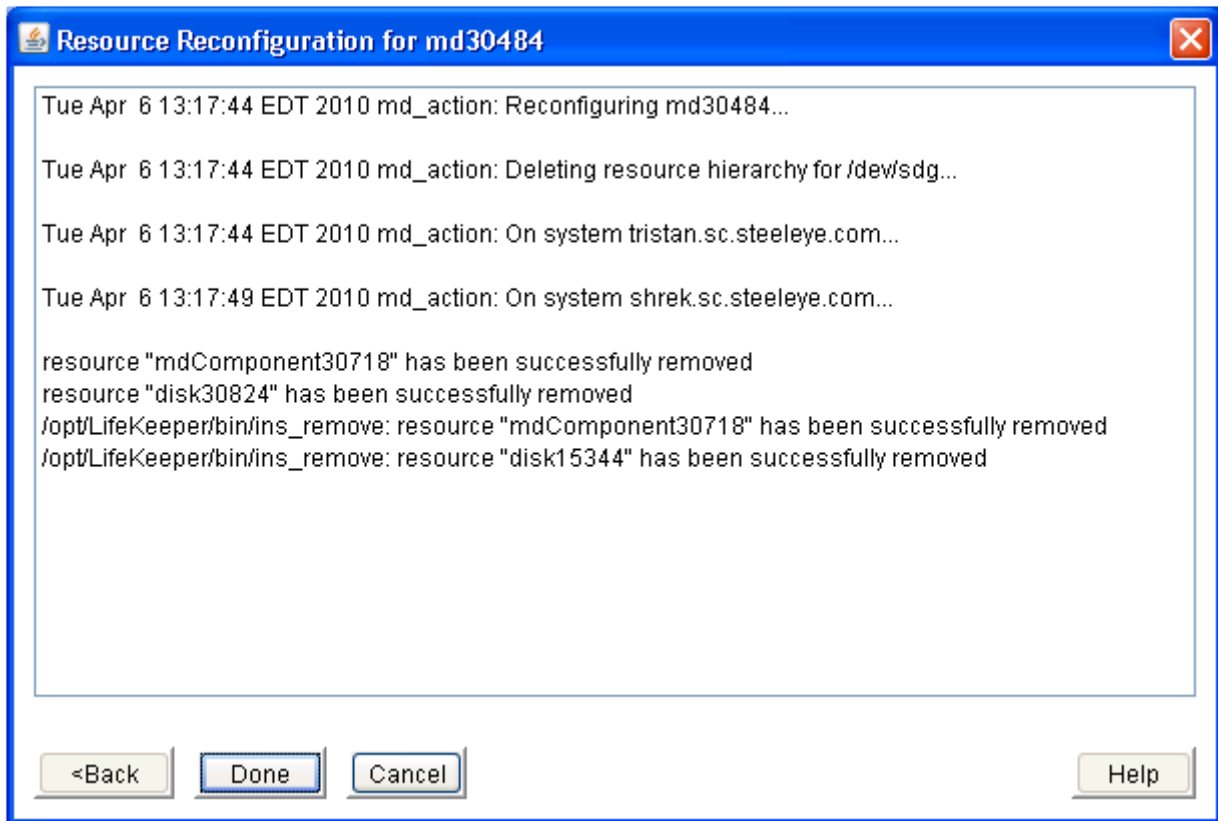 Resource Reconfiguration for md30484
Tue Apr  6 13:17:44 EDT 2010 md_action: Reconfiguring md30484...
Tue Apr  6 13:17:44 EDT 2010 md_action: Deleting resource hierarchy for /dev/sdg...
Tue Apr  6 13:17:44 EDT 2010 md_action: On system tristan.sc.steeleye.com...
Tue Apr  6 13:17:49 EDT 2010 md_action: On system shrek.sc.steeleye.com...
resource "mdComponent30718" has been successfully removed
resource "disk30824" has been successfully removed
/opt/LifeKeeper/bin/ins_remove: resource "mdComponent30718" has been successfully removed
/opt/LifeKeeper/bin/ins_remove: resource "disk15344" has been successfully removed
<Back Done Cancel Help